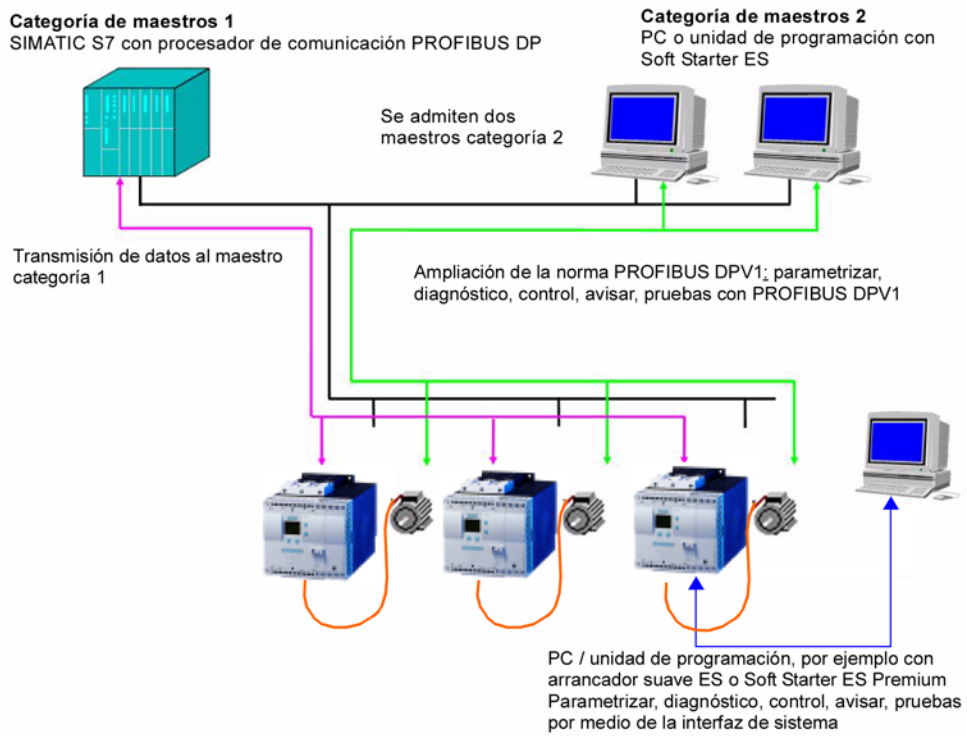 Categoría de maestros 1
SIMATIC S7 con procesador de comunicación PROFIBUS DP
Categoría de maestros 2
PC o unidad de programación con
Soft Starter ES
Se admiten dos
maestros categoría 2
Transmisión de datos al maestro
categoría 1
Ampliación de la norma PROFIBUS DPV1: parametrizar,
diagnóstico, control, avisar, pruebas con PROFIBUS DPV1
PC / unidad de programación, por ejemplo con
arrancador suave ES o Soft Starter ES Premium
Parametrizar, diagnóstico, control, avisar, pruebas
por medio de la interfaz de sistema